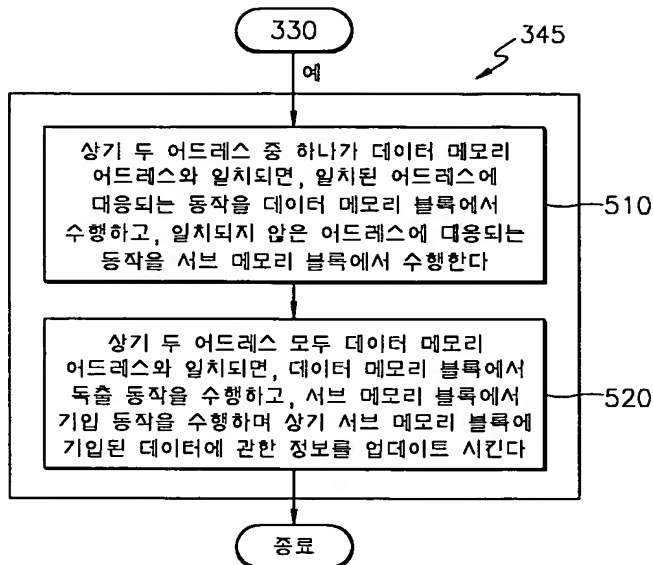 330
345
예
상기 두 어드레스 중 하나가 데이터 메모리
어드레스와 일치되면, 일치된 어드레스에
대응되는 동작을 데이터 메모리 블록에서
수행하고, 일치되지 않은 어드레스에 대응되는
동작을 서브 메모리 블록에서 수행한다
510
상기 두 어드레스 모두 데이터 메모리
어드레스와 일치되면, 데이터 메모리 블록에서
독출 동작을 수행하고, 서브 메모리 블록에서
기입 동작을 수행하며 상기 서브 메모리 블록에
기입된 데이터에 관한 정보를 업데이트 시킨다
520
종료